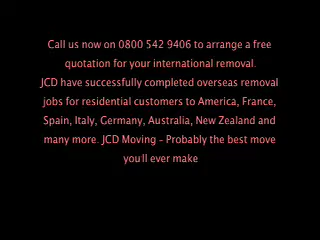 Call us now on 0800 542 9406 to arrange a free
quotation for your international removal.
JCD have successfully completed overseas removal
jobs for residential customers to America, France,
Spain, Italy, Germany, Australia, New Zealand and
many more. JCD Moving - Probably the best move
you'll ever make